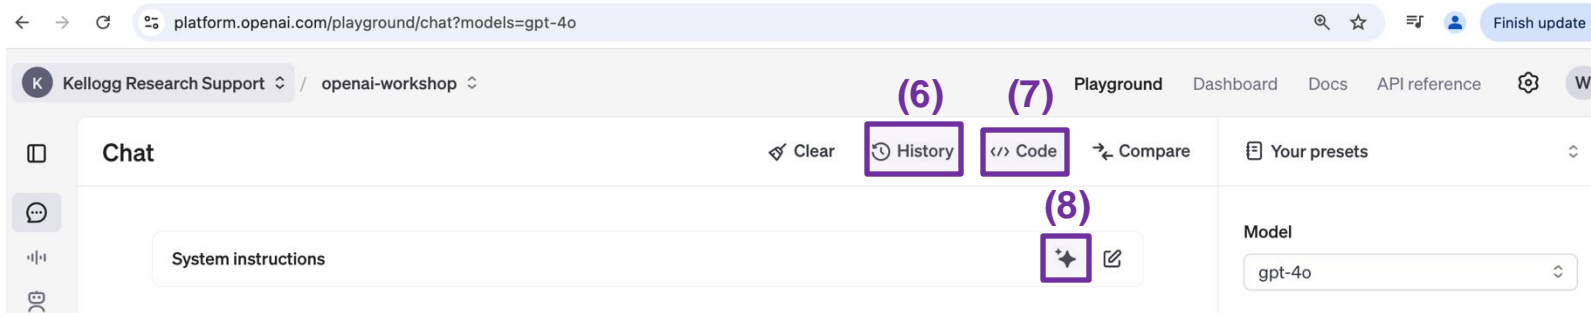 platform.openai.com/playground/chat?models=gpt-4o
Finish update
K Kellogg Research Support / openai-workshop
(6) (7)
Playground Dashboard Docs API reference W
Chat
Clear History Code Compare
Your presets
(8)
System instructions
Model
gpt-4o